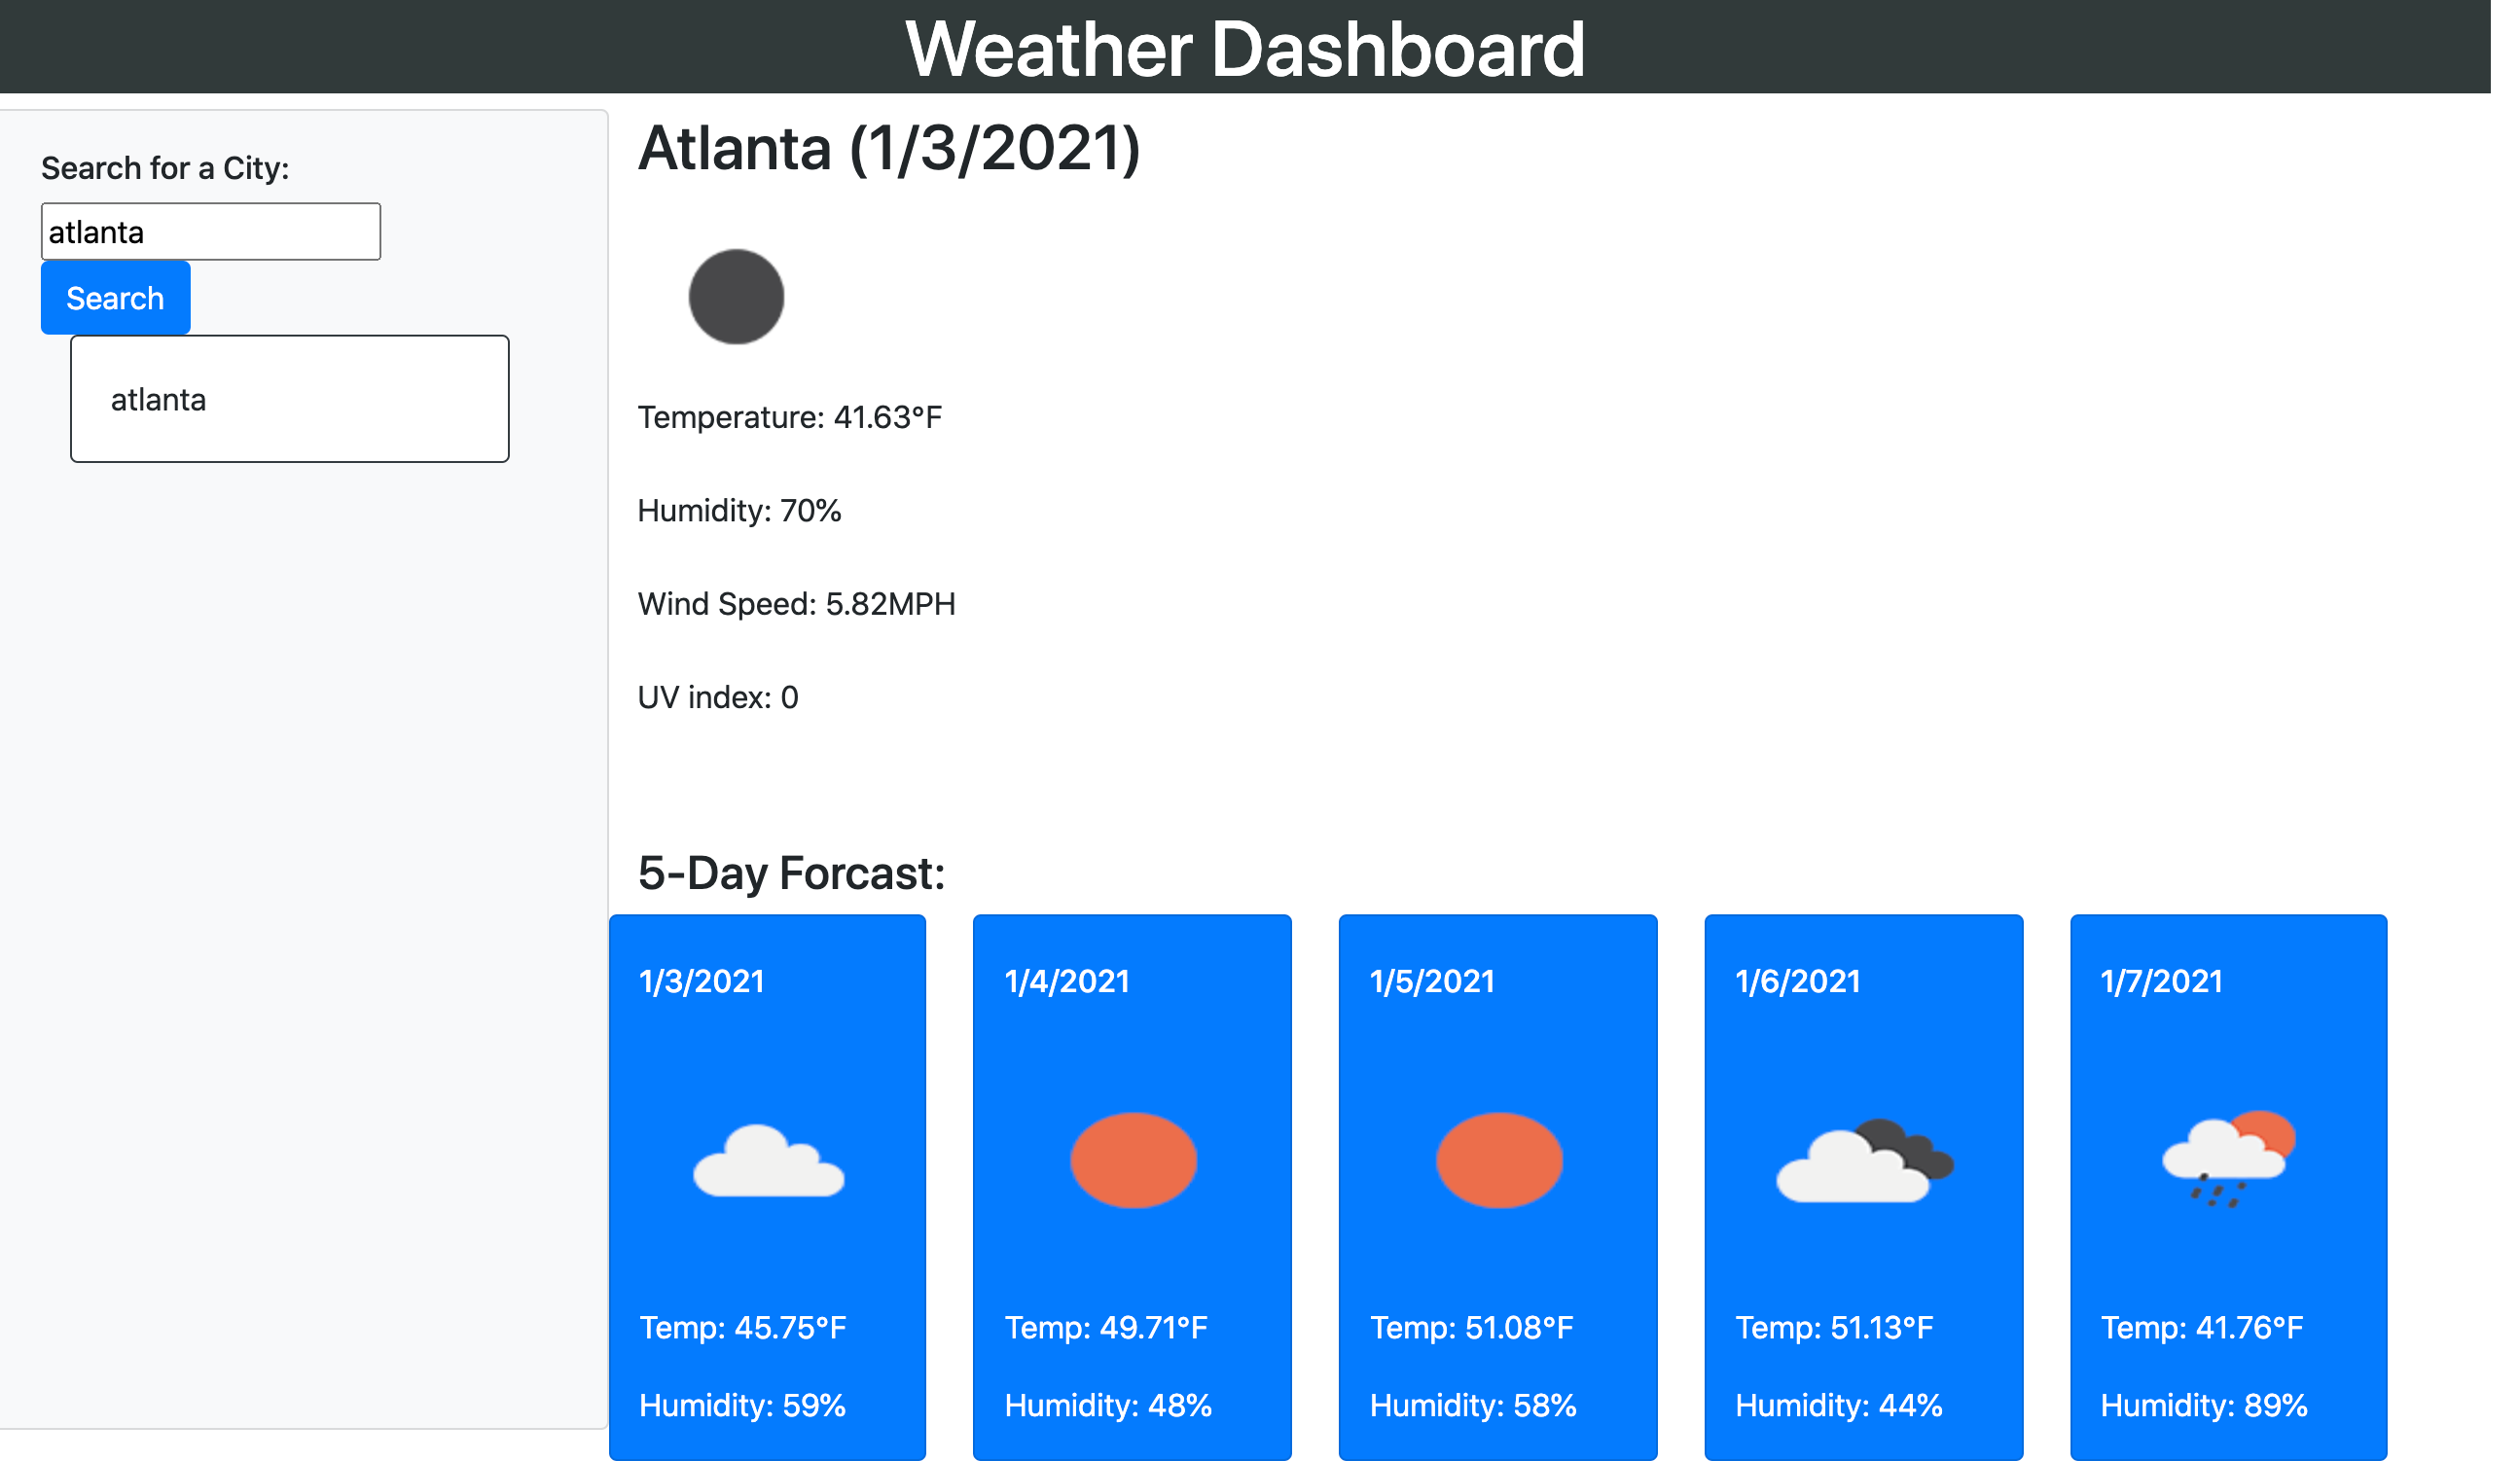 Weather Dashboard
Search for a City:
atlanta
Search
atlanta
Atlanta (1/3/2021)
Temperature: 41.63°F
Humidity: 70%
Wind Speed: 5.82MPH
UV index: 0
5-Day Forcast:
1/3/2021
Temp: 45.75°F
Humidity: 59%
1/4/2021
Temp: 49.71°F
Humidity: 48%
1/5/2021
Temp: 51.08°F
Humidity: 58%
1/6/2021
Temp: 51.13°F
Humidity: 44%
1/7/2021
Temp: 41.76°F
Humidity: 89%